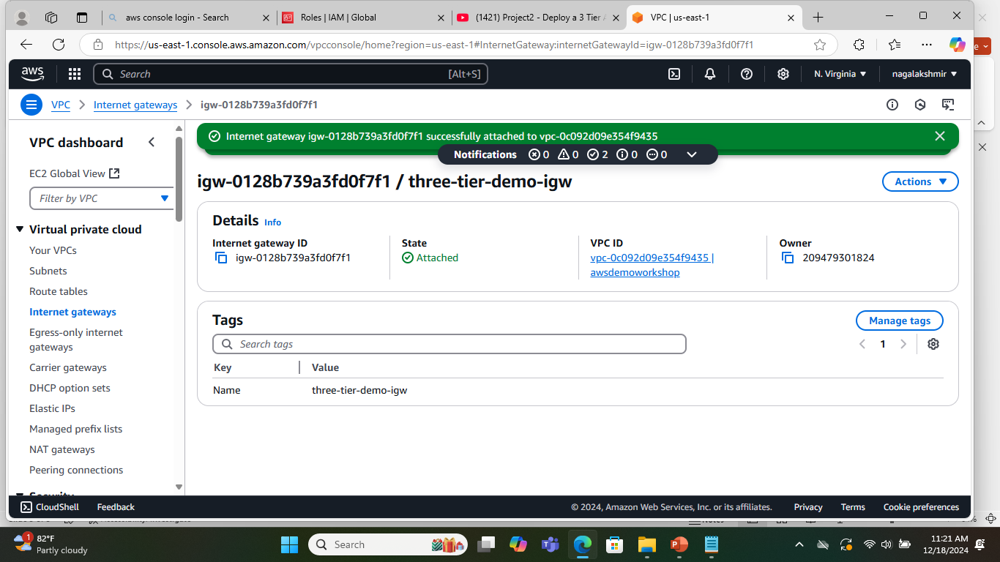 aws console login - Search
Roles | IAM | Global
(1421) Project2 - Deploy a 3 Tier
VPC | us-east-1
https://us-east-1.console.aws.amazon.com/vpcconsole/home?region=us-east-1#InternetGateway:internetGatewayId=igw-0128b739a3fd0f7f1
aws
Search
[Alt+S]
N. Virginia
nagalakshmir
VPC
Internet gateways
igw-0128b739a3fd0f7f1
VPC dashboard
EC2 Global View
Filter by VPC
Virtual private cloud
Your VPCs
Subnets
Route tables
Internet gateways
Egress-only internet
gateways
Carrier gateways
DHCP option sets
Elastic IPs
Managed prefix lists
NAT gateways
Peering connections
Security
Internet gateway igw-0128b739a3fd0f7f1 successfully attached to vpc-0c092d09e354f9435
Notifications 0 0 2 0 0
igw-0128b739a3fd0f7f1 / three-tier-demo-igw
Actions
Details Info
Internet gateway ID
igw-0128b739a3fd0f7f1
State
Attached
VPC ID
vpc-0c092d09e354f9435 |
awsdemoworkshop
Owner
209479301824
Tags
Manage tags
Search tags
1
Key Value
Name three-tier-demo-igw
CloudShell
Feedback
© 2024, Amazon Web Services, Inc. or its affiliates.
Privacy
Terms
Cookie preferences
1
82°F
Partly cloudy
Search
11:21 AM
12/18/2024